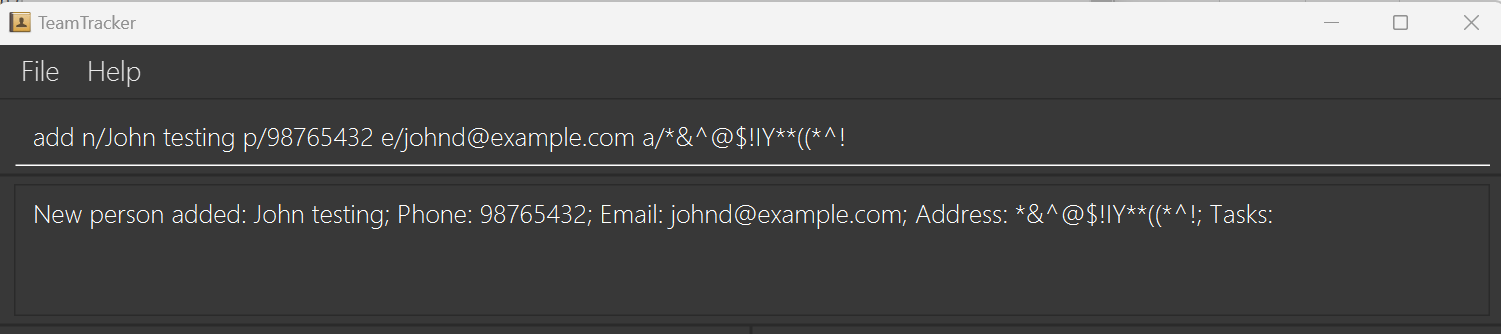 TeamTracker
File Help
add n/John testing p/98765432 e/johnd@example.com a/*&^@$!IY**((*^!
New person added: John testing; Phone: 98765432; Email: johnd@example.com; Address: *&^@$!IY**((*^!; Tasks: